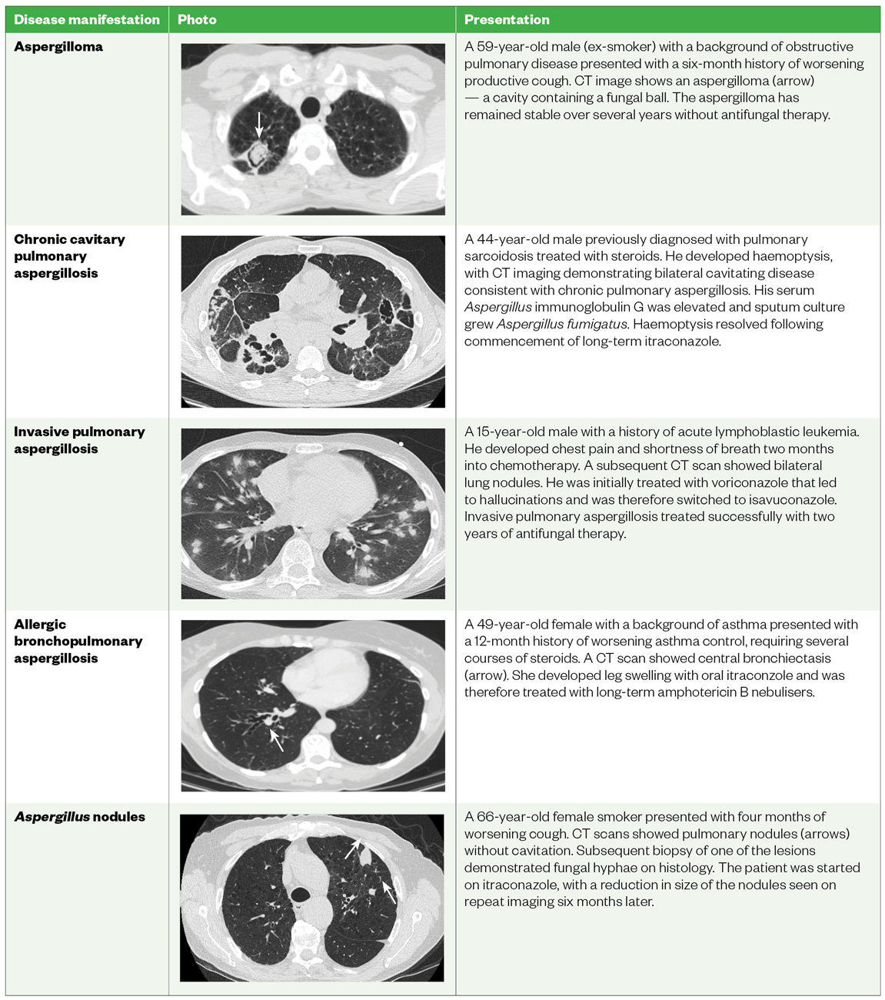 Disease manifestation Photo Presentation
Aspergilloma
A 59-year-old male (ex-smoker) with a background of obstructive
pulmonary disease presented with a six-month history of worsening
productive cough. CT image shows an aspergilloma (arrow)
— a cavity containing a fungal ball. The aspergilloma has
remained stable over several years without antifungal therapy.
Chronic cavitary
pulmonary
aspergillosis
A 44-year-old male previously diagnosed with pulmonary
sarcoidosis treated with steroids. He developed haemoptysis,
with CT imaging demonstrating bilateral cavitating disease
consistent with chronic pulmonary aspergillosis. His serum
Aspergillus immunoglobulin G was elevated and sputum culture
grew Aspergillus fumigatus. Haemoptysis resolved following
commencement of long-term itraconazole.
Invasive pulmonary
aspergillosis
A 15-year-old male with a history of acute lymphoblastic leukemia.
He developed chest pain and shortness of breath two months
into chemotherapy. A subsequent CT scan showed bilateral
lung nodules. He was initially treated with voriconazole that led
to hallucinations and was therefore switched to isavuconazole.
Invasive pulmonary aspergillosis treated successfully with two
years of antifungal therapy.
Allergic
bronchopulmonary
aspergillosis
A 49-year-old female with a background of asthma presented with
a 12-month history of worsening asthma control, requiring several
courses of steroids. A CT scan showed central bronchiectasis
(arrow). She developed leg swelling with oral itraconzole and was
therefore treated with long-term amphotericin B nebulisers.
Aspergillus nodules
A 66-year-old female smoker presented with four months of
worsening cough. CT scans showed pulmonary nodules (arrows)
without cavitation. Subsequent biopsy of one of the lesions
demonstrated fungal hyphae on histology. The patient was started
on itraconazole, with a reduction in size of the nodules seen on
repeat imaging six months later.